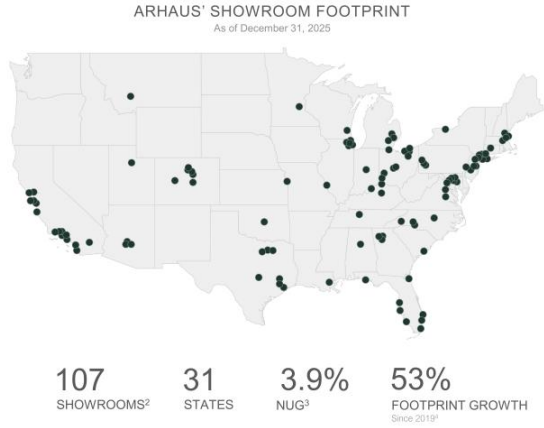 ARHAUS’ SHOWROOM FOOTPRINT
As of December 31, 2025
107 31 3.9% 53%
SHOWROOMS² STATES NUG³ FOOTPRINT GROWTH
Since 2019⁴